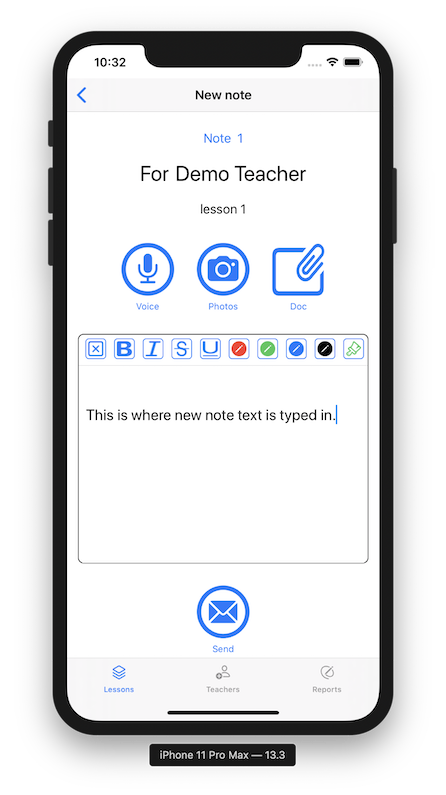 10:32
New note
Note 1
For Demo Teacher
lesson 1
Voice Photos Doc
B I S U
This is where new note text is typed in.
Send
Lessons Teachers Reports
iPhone 11 Pro Max — 13.3